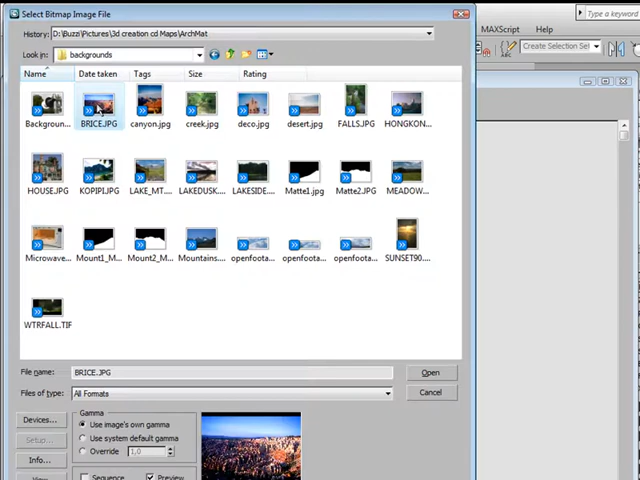 Select Bitmap Image File
Type a keyword
History: D:\Buzz\Pictures\3d creation cd Maps\ArchMat
MAXScript Help
Look in: backgrounds
Create Selection Set
Name Date taken Tags Size Rating
Backgroun... BRICE.JPG canyon.jpg creek.jpg deco.jpg desert.jpg FALLS.JPG HONGKON...
HOUSE.JPG KOPIPI.JPG LAKE_MT... LAKEDUSK... LAKESIDE... Matte1.jpg Matte2.JPG MEADOW...
Microwave... Mount1_M... Mount2_M... Mountains.... openfoota... openfoota... openfoota... SUNSET90....
WTRFALL.TIF
File name: BRICE.JPG Open
Files of type: All Formats Cancel
Devices... Gamma
Setup... Use image's own gamma
Use system default gamma
Info... Override 1,0
View Sequence Preview